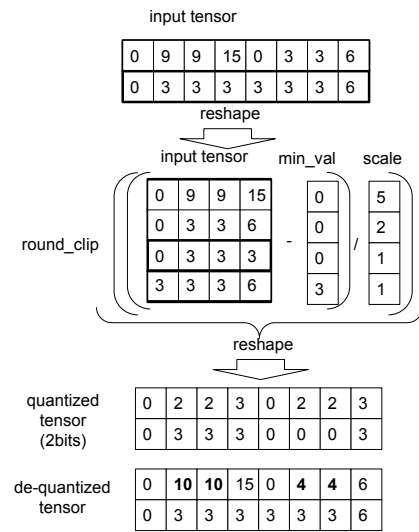 input tensor
0 9 9 15 0 3 3 6
0 3 3 3 3 3 3 6
reshape
input tensor min_val scale
0 9 9 15 0 5
0 3 3 6 0 2
round_clip - /
0 3 3 3 0 1
3 3 3 6 3 1
reshape
quantized tensor (2bits)
0 2 2 3 0 2 2 3
0 3 3 3 0 0 0 3
de-quantized tensor
0 10 10 15 0 4 4 6
0 3 3 3 3 3 3 6